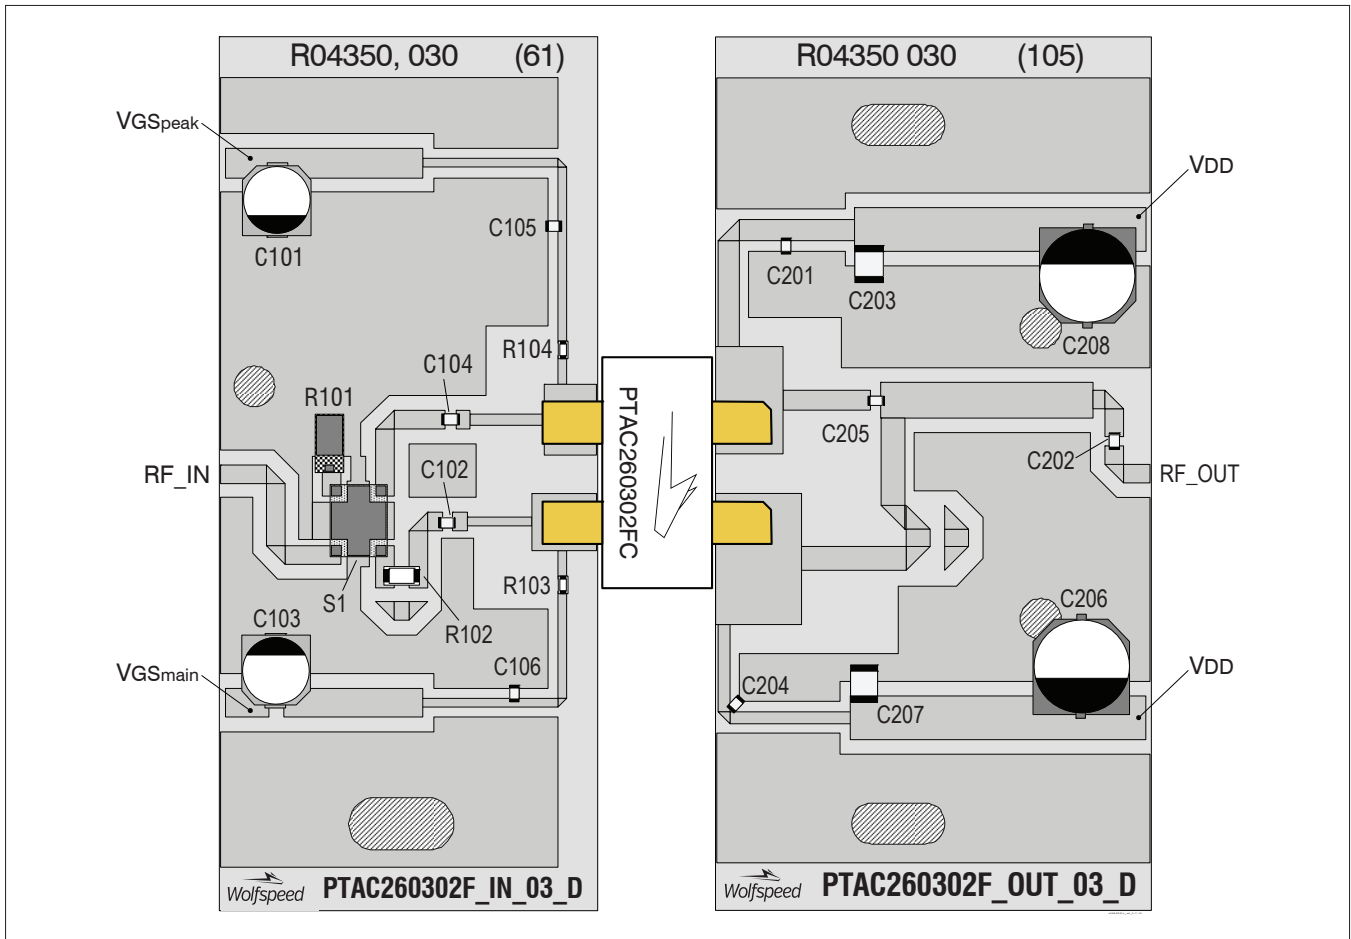 R04350, 030 (61)
VGSpeak
C101
C105
R104
C104
R101
RF_IN
C102
S1
R103
C103
R102
C106
VGSmain
Wolfspeed
PTAC260302F_IN_03_D
PTAC260302FC
R04350 030 (105)
VDD
C201
C203
C208
C205
C202
RF_OUT
C206
C204
C207
VDD
Wolfspeed
PTAC260302F_OUT_03_D